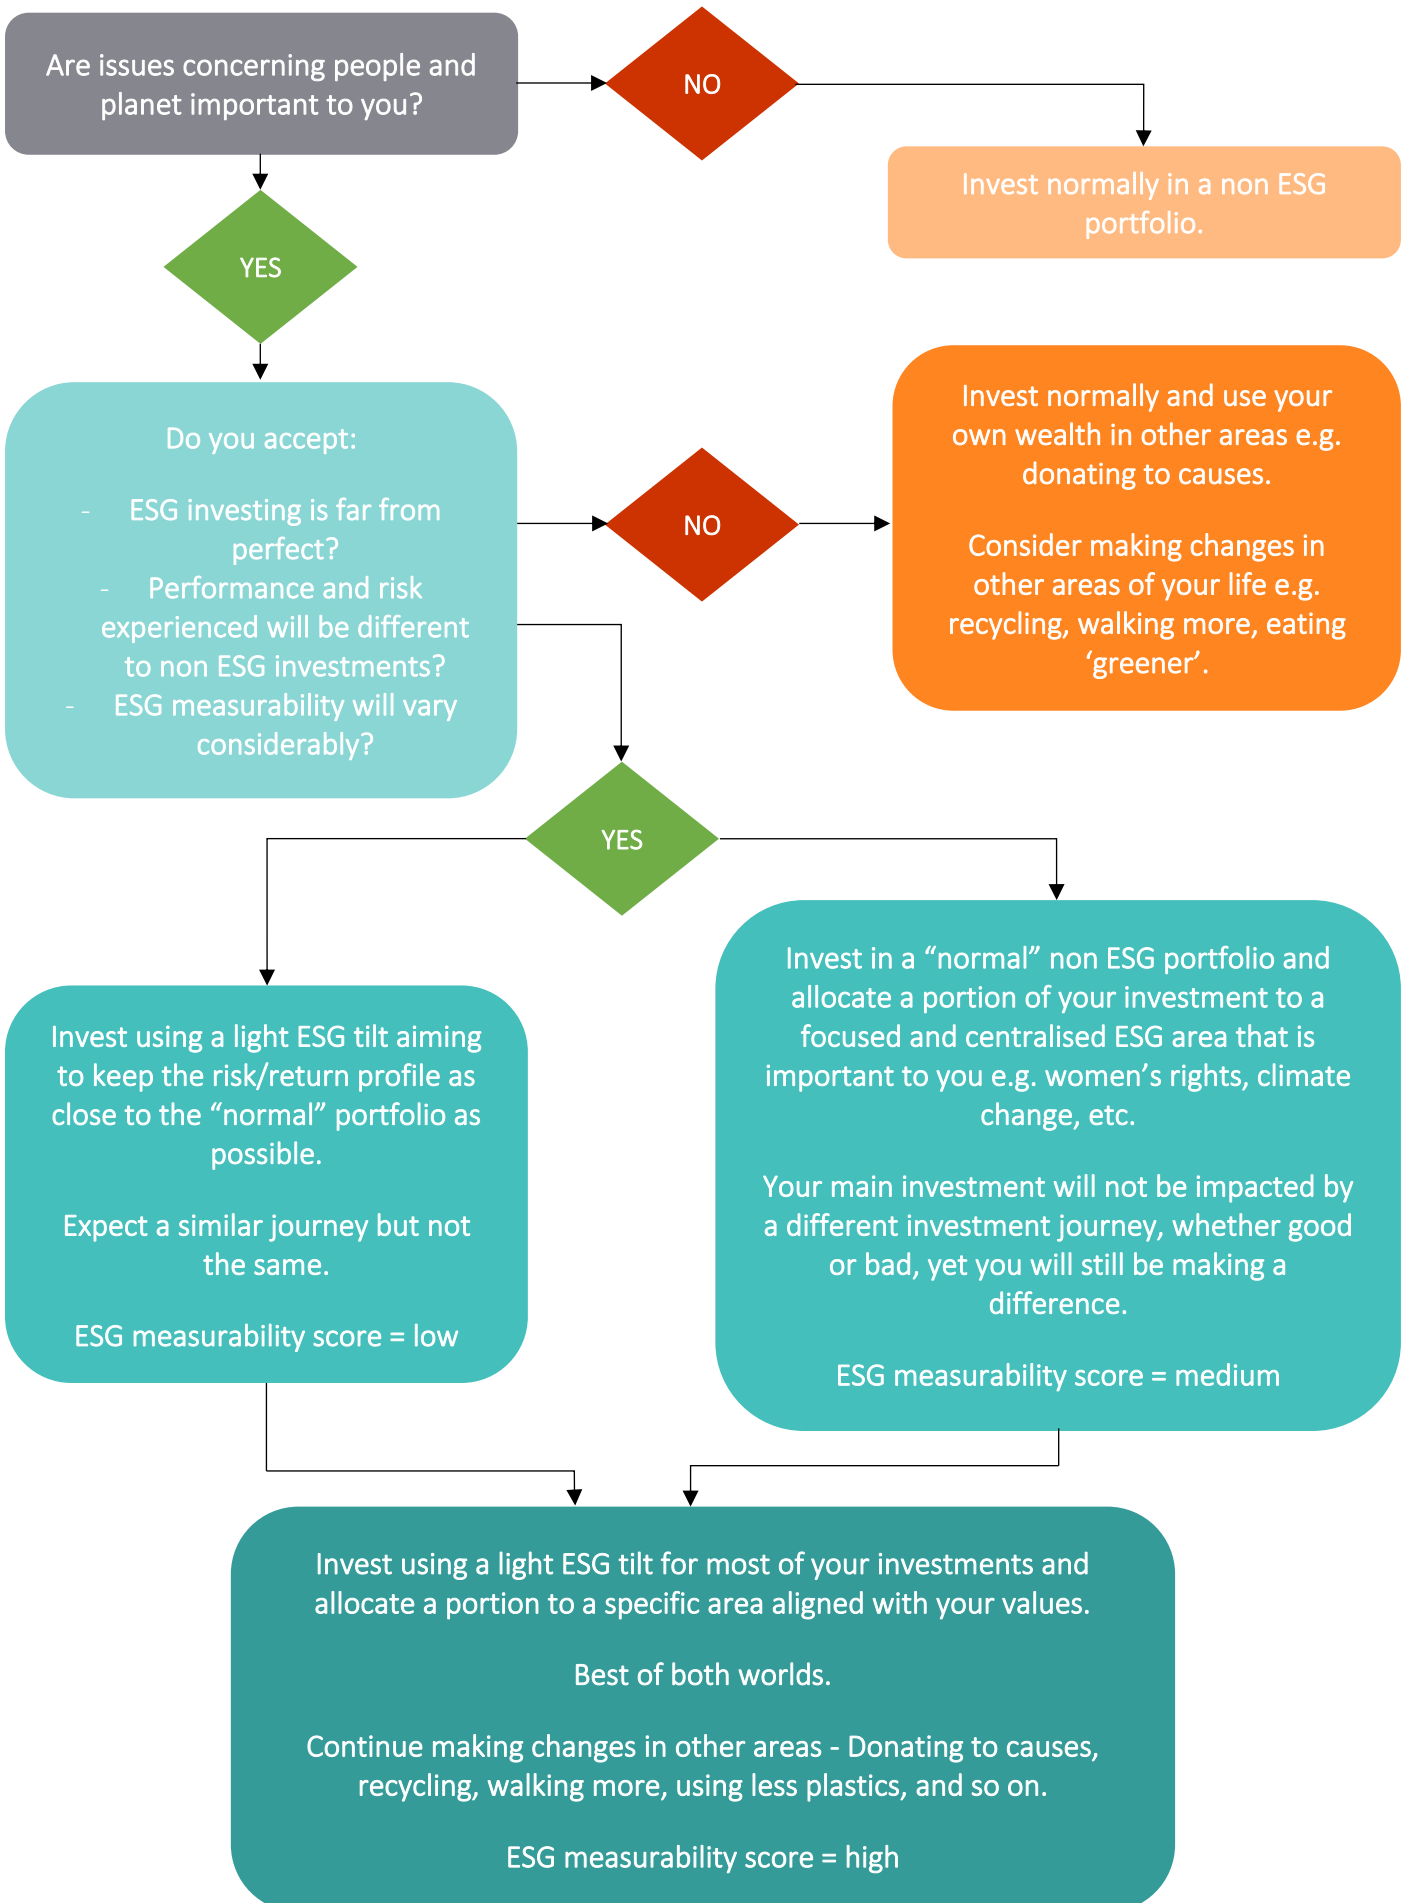 Are issues concerning people and
planet important to you?
NO
Invest normally in a non ESG
portfolio.
YES
Do you accept:
- ESG investing is far from
perfect?
- Performance and risk
experienced will be different
to non ESG investments?
- ESG measurability will vary
considerably?
NO
Invest normally and use your
own wealth in other areas e.g.
donating to causes.
Consider making changes in
other areas of your life e.g.
recycling, walking more, eating
‘greener’.
YES
Invest using a light ESG tilt aiming
to keep the risk/return profile as
close to the “normal” portfolio as
possible.
Expect a similar journey but not
the same.
ESG measurability score = low
Invest in a “normal” non ESG portfolio and
allocate a portion of your investment to a
focused and centralised ESG area that is
important to you e.g. women’s rights, climate
change, etc.
Your main investment will not be impacted by
a different investment journey, whether good
or bad, yet you will still be making a
difference.
ESG measurability score = medium
Invest using a light ESG tilt for most of your investments and
allocate a portion to a specific area aligned with your values.
Best of both worlds.
Continue making changes in other areas - Donating to causes,
recycling, walking more, using less plastics, and so on.
ESG measurability score = high